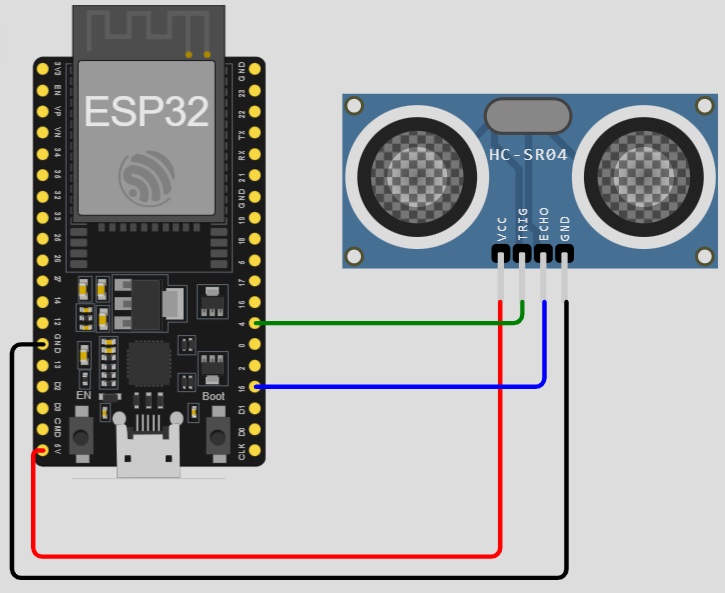 ESP32
3V3
EN
VP
VN
34
35
32
33
25
26
27
14
12
GND
13
D2
D3
CMD
5V
GND
23
22
TX
RX
21
GND
19
18
5
17
16
4
0
2
15
D1
D0
CLK
EN
Boot
HC-SR04
VCC
TRIG
ECHO
GND